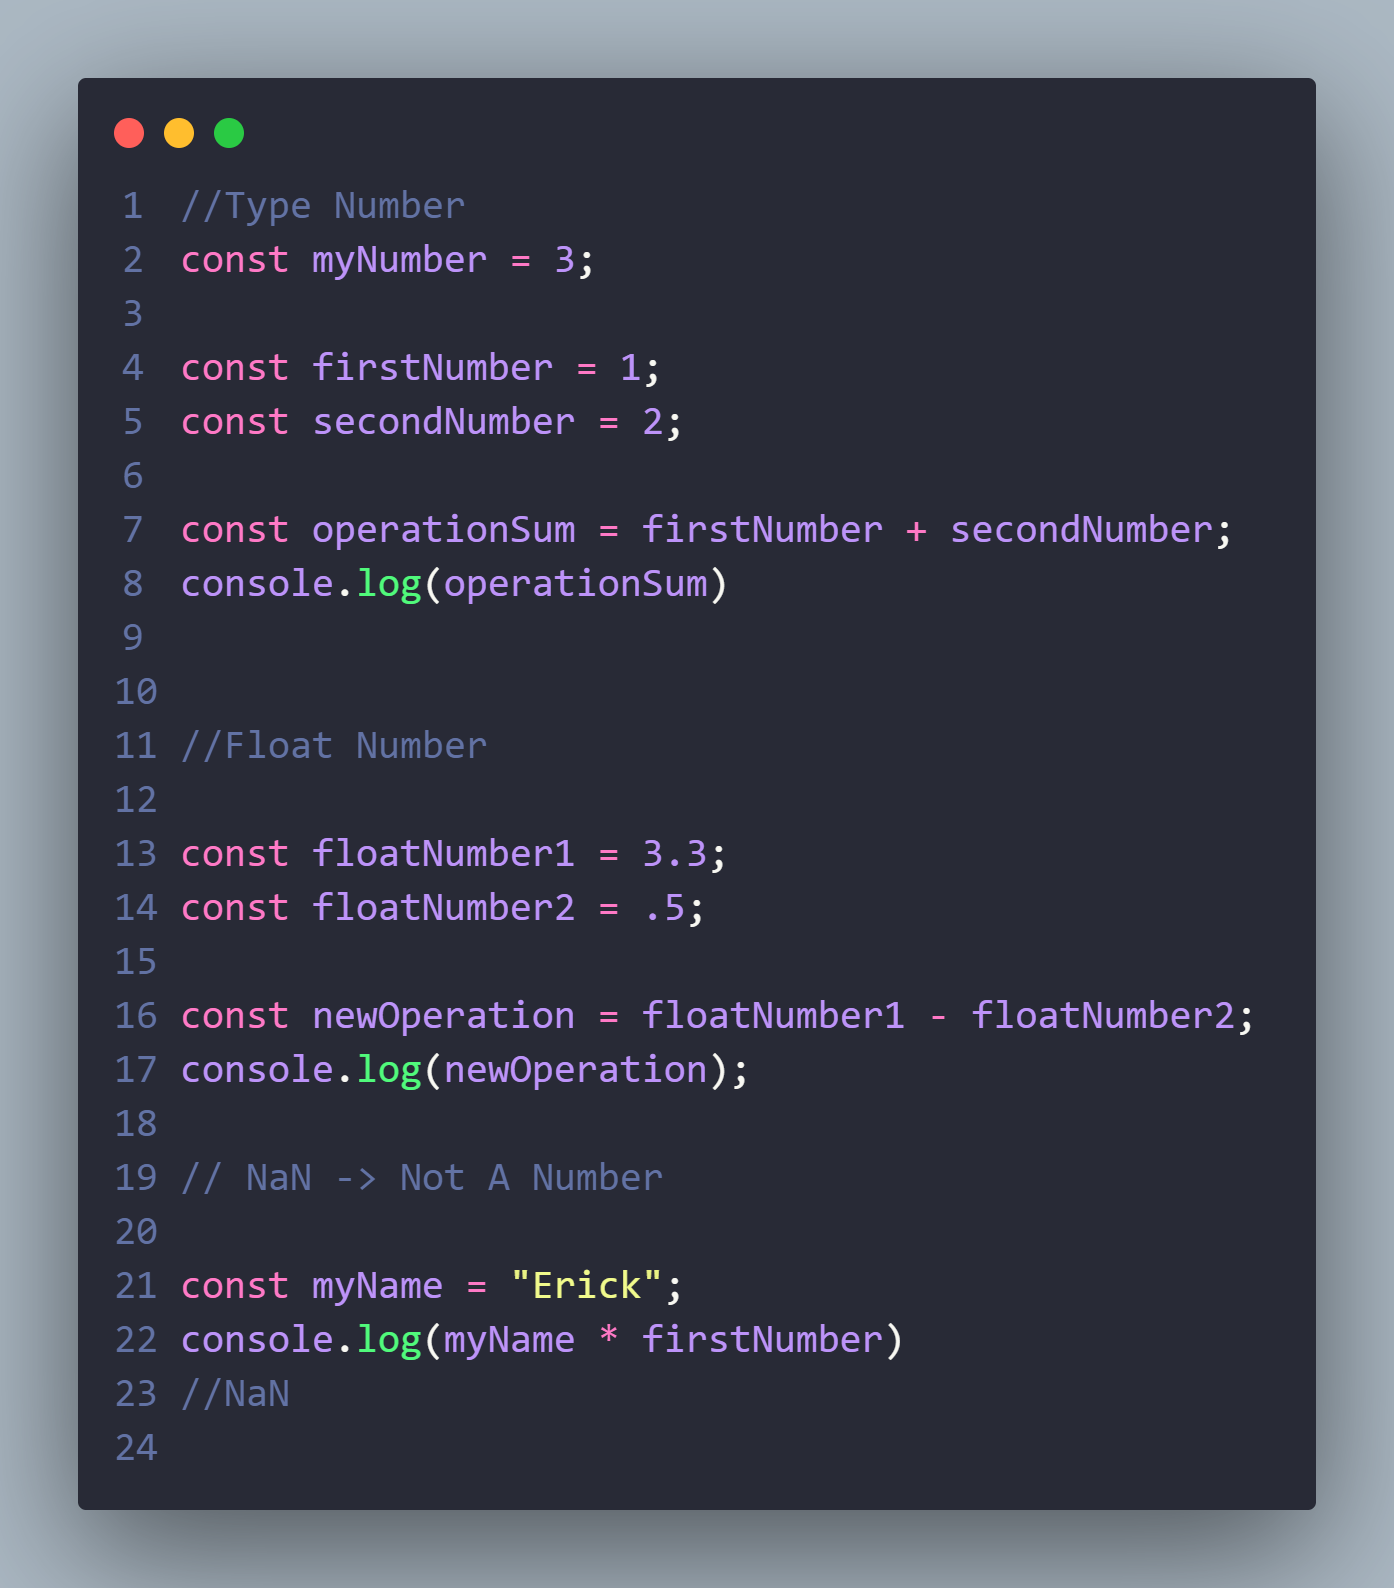 1 //Type Number
2 const myNumber = 3;
3
4 const firstNumber = 1;
5 const secondNumber = 2;
6
7 const operationSum = firstNumber + secondNumber;
8 console.log(operationSum)
9
10
11 //Float Number
12
13 const floatNumber1 = 3.3;
14 const floatNumber2 = .5;
15
16 const newOperation = floatNumber1 - floatNumber2;
17 console.log(newOperation);
18
19 // NaN -> Not A Number
20
21 const myName = "Erick";
22 console.log(myName * firstNumber)
23 //NaN
24